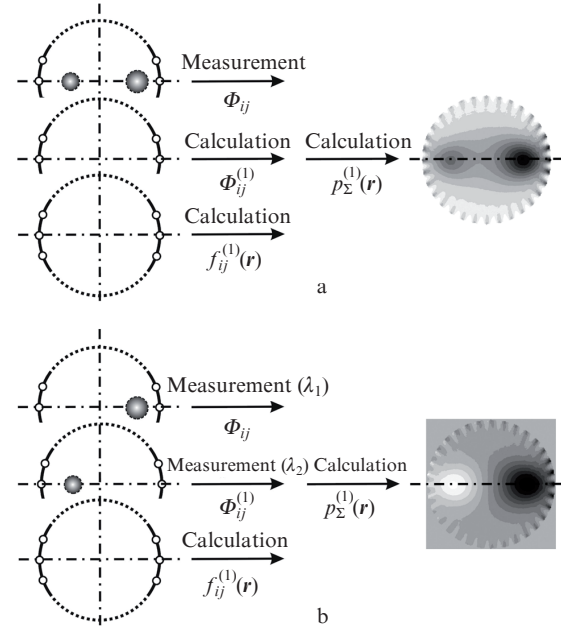 Measurement
Φij
Calculation Calculation
Φij(1) pΣ(1)(r)
Calculation
fij(1)(r)
a
Measurement (λ1)
Φij
Measurement (λ2) Calculation
Φij(1) pΣ(1)(r)
Calculation
fij(1)(r)
b